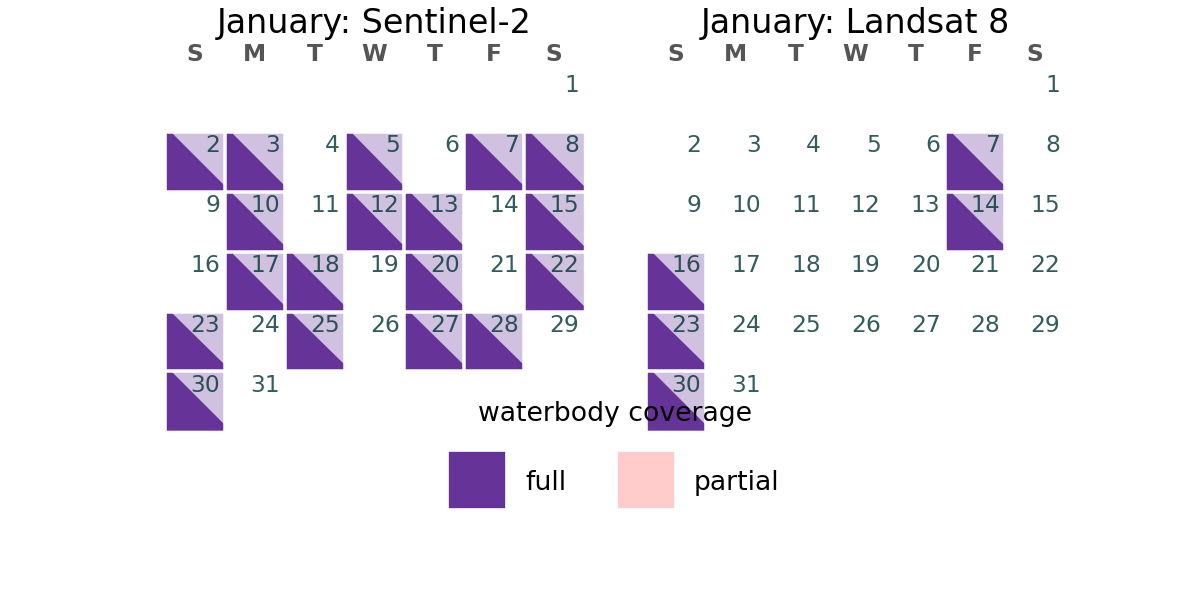 January: Sentinel-2
S M T W T F S
1
2 3 4 5 6 7 8
9 10 11 12 13 14 15
16 17 18 19 20 21 22
23 24 25 26 27 28 29
30 31
January: Landsat 8
S M T W T F S
1
2 3 4 5 6 7 8
9 10 11 12 13 14 15
16 17 18 19 20 21 22
23 24 25 26 27 28 29
30 31
waterbody coverage
full partial